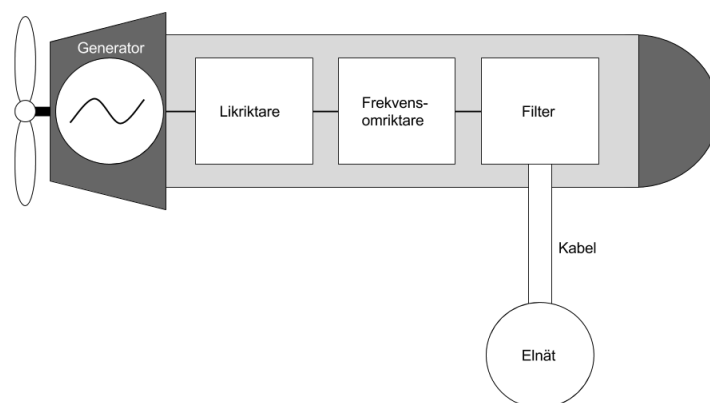 Generator
Likriktare
Frekvens-
omriktare
Filter
Kabel
Elnät